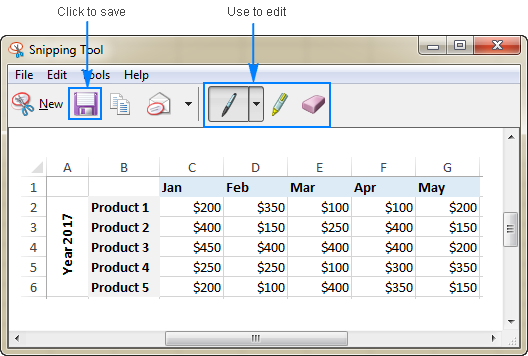 Click to save Use to edit
Snipping Tool
File Edit Tools Help
New
A B C D E F G
1 Jan Feb Mar Apr May
2 Product 1 $200 $350 $100 $100 $200
3 Product 2 $400 $150 $250 $400 $150
4 Product 3 $450 $400 $400 $400 $200
5 Product 4 $250 $250 $100 $300 $350
6 Product 5 $200 $100 $400 $350 $150
Year 2017